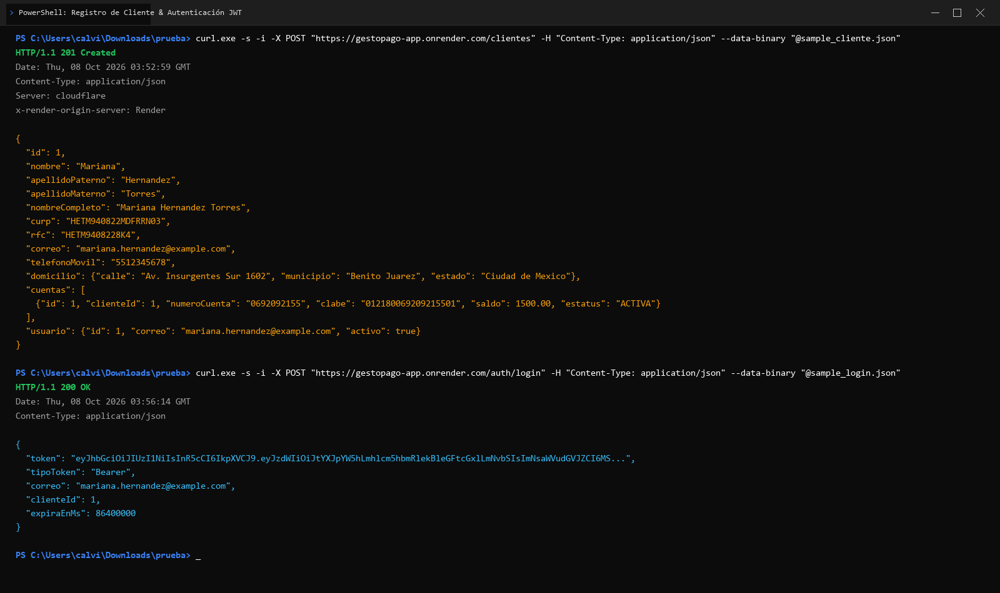 > PowerShell: Registro de Cliente & Autenticación JWT
PS C:\Users\calvi\Downloads\prueba> curl.exe -s -i -X POST "https://gestopago-app.onrender.com/clientes" -H "Content-Type: application/json" --data-binary "@sample_cliente.json"
HTTP/1.1 201 Created
Date: Thu, 08 Oct 2026 03:52:59 GMT
Content-Type: application/json
Server: cloudflare
x-render-origin-server: Render
{
  "id": 1,
  "nombre": "Mariana",
  "apellidoPaterno": "Hernandez",
  "apellidoMaterno": "Torres",
  "nombreCompleto": "Mariana Hernandez Torres",
  "curp": "HETM940822MDFRRN03",
  "rfc": "HETM9408228K4",
  "correo": "mariana.hernandez@example.com",
  "telefonoMovil": "5512345678",
  "domicilio": {"calle": "Av. Insurgentes Sur 1602", "municipio": "Benito Juarez", "estado": "Ciudad de Mexico"},
  "cuentas": [
    {"id": 1, "clienteId": 1, "numeroCuenta": "0692092155", "clabe": "012180069209215501", "saldo": 1500.00, "estatus": "ACTIVA"}
  ],
  "usuario": {"id": 1, "correo": "mariana.hernandez@example.com", "activo": true}
}
PS C:\Users\calvi\Downloads\prueba> curl.exe -s -i -X POST "https://gestopago-app.onrender.com/auth/login" -H "Content-Type: application/json" --data-binary "@sample_login.json"
HTTP/1.1 200 OK
Date: Thu, 08 Oct 2026 03:56:14 GMT
Content-Type: application/json
{
  "token": "eyJhbGciOiJIUzI1NiIsInR5cCI6IkpXVCJ9.eyJzdWIiOiJtYXJpYW5hLmhlcm5hbmRlekBleGFtcGxlLmNvbSIsImNsaWVudGVJZCI6MS...",
  "tipoToken": "Bearer",
  "correo": "mariana.hernandez@example.com",
  "clienteId": 1,
  "expiraEnMs": 86400000
}
PS C:\Users\calvi\Downloads\prueba> _